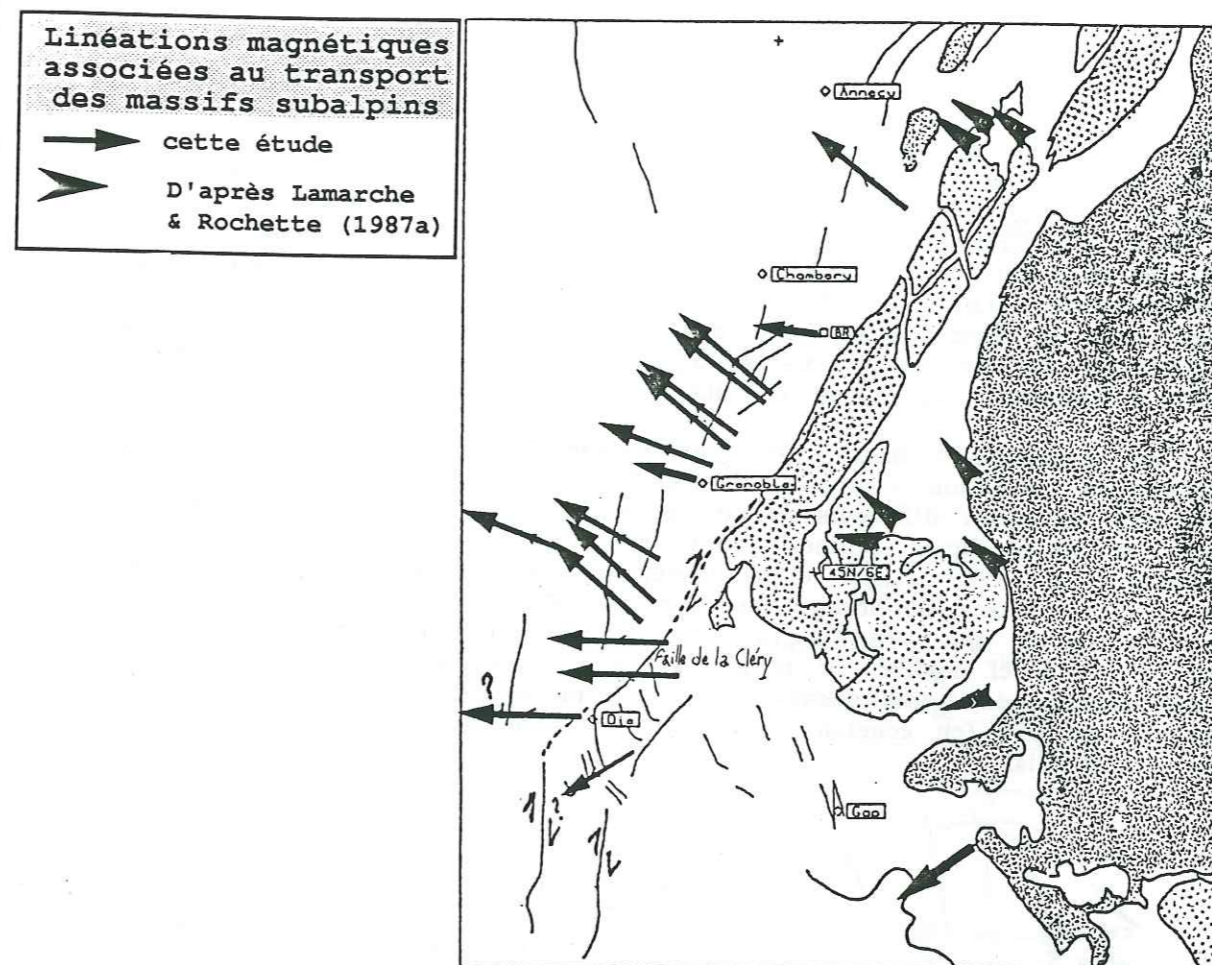 Linéations magnétiques
associées au transport
des massifs subalpins
cette étude
D'après Lamarche
& Rochette (1987a)
Annecy
Chambery
BR
Grenoble
45N/6E
Faille de la Cléry
?
Die
?
Gap